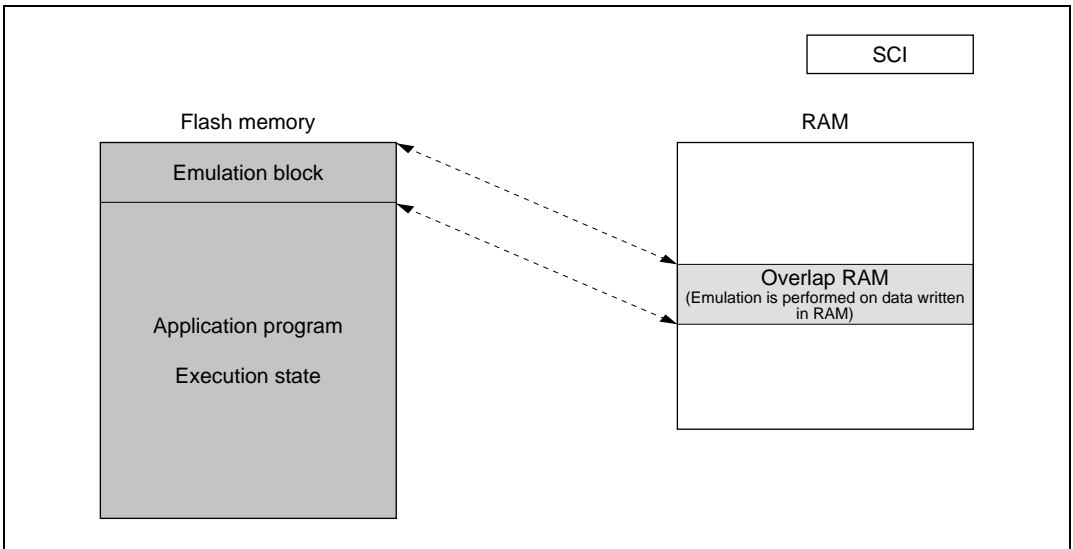 SCI
Flash memory
RAM
Emulation block
Overlap RAM
(Emulation is performed on data written
in RAM)
Application program
Execution state